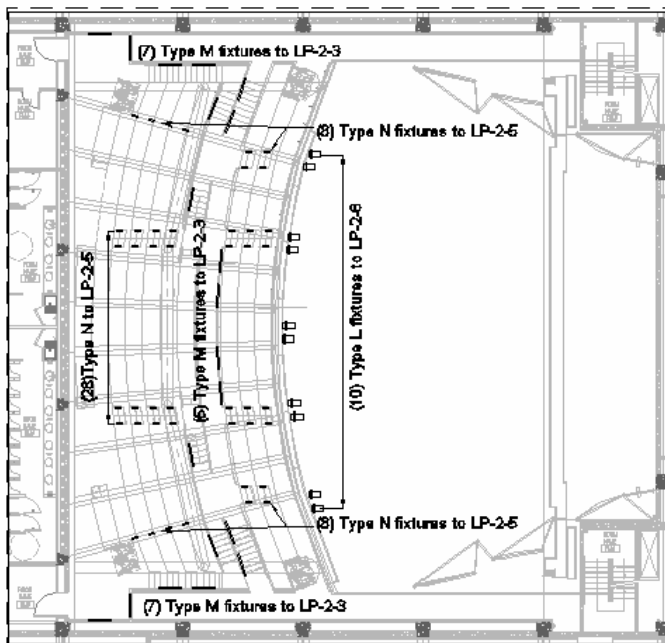 (7) Type M fixtures to LP-2-3
(8) Type N fixtures to LP-2-5
(28)Type N to LP-2-5
(6) Type M fixtures to LP-2-3
(10) Type L fixtures to LP-2-6
(8) Type N fixtures to LP-2-5
(7) Type M fixtures to LP-2-3